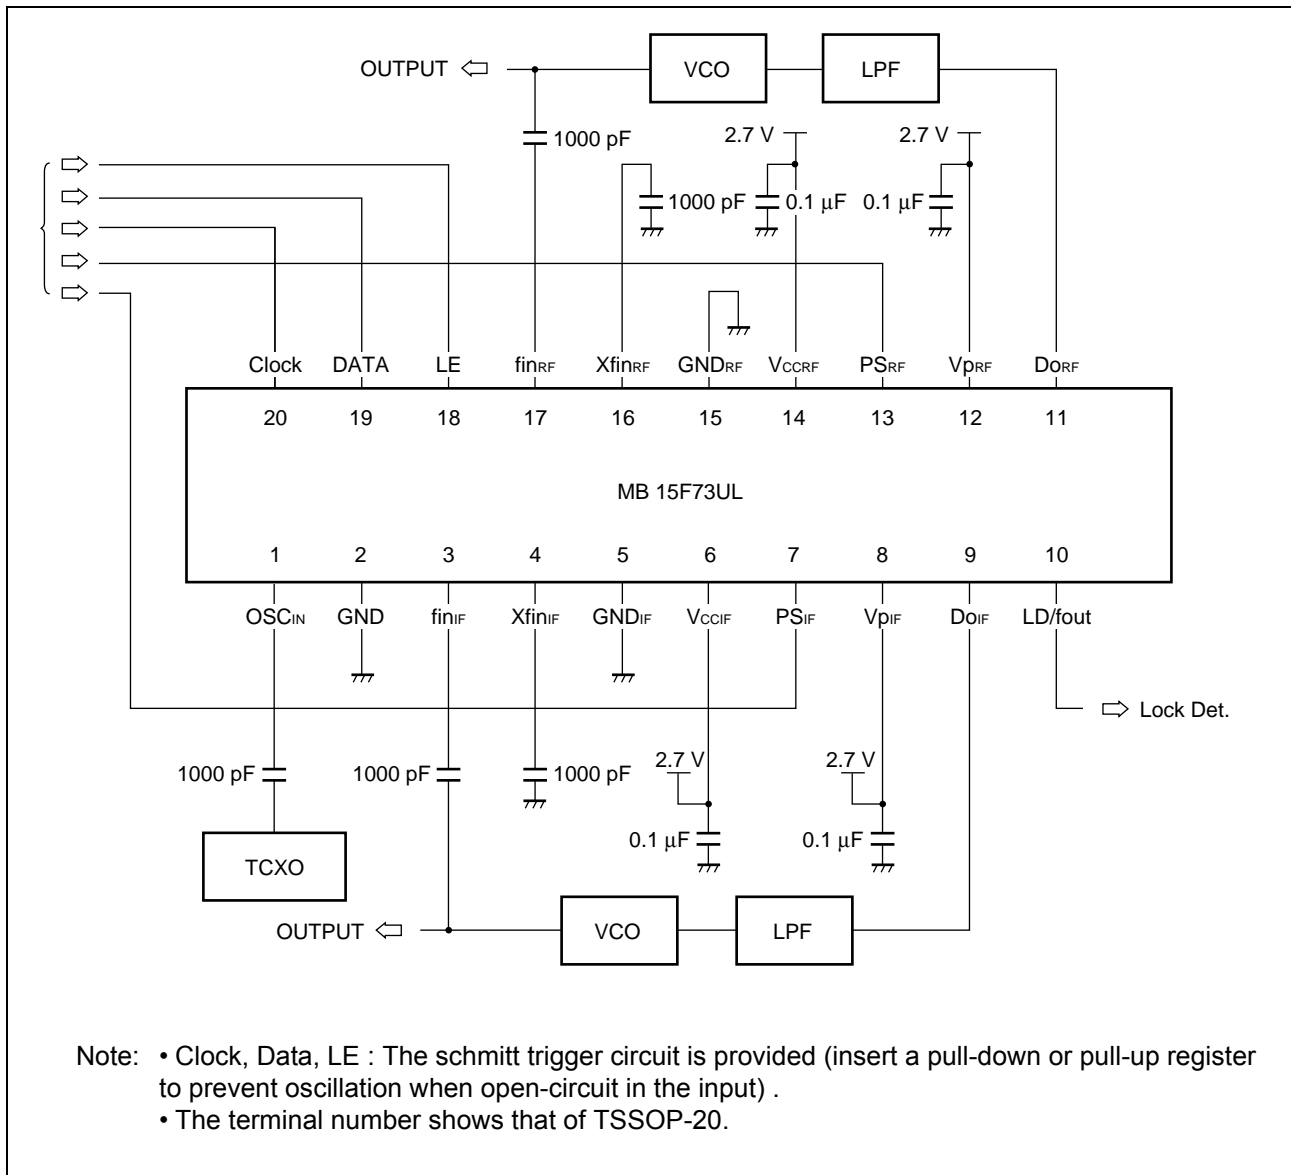 OUTPUT VCO LPF
1000 pF 2.7 V 2.7 V
1000 pF 0.1 μF 0.1 μF
Clock DATA LE finRF XfinRF GNDRF VCCRF PSRF VpRF DoRF
20 19 18 17 16 15 14 13 12 11
MB 15F73UL
1 2 3 4 5 6 7 8 9 10
OSCIN GND finIF XfinIF GNDIF VCCIF PSIF VpIF DoIF LD/fout
Lock Det.
1000 pF 1000 pF 1000 pF 2.7 V 2.7 V
0.1 μF 0.1 μF
TCXO
OUTPUT VCO LPF
Note: • Clock, Data, LE : The schmitt trigger circuit is provided (insert a pull-down or pull-up register
to prevent oscillation when open-circuit in the input) .
• The terminal number shows that of TSSOP-20.